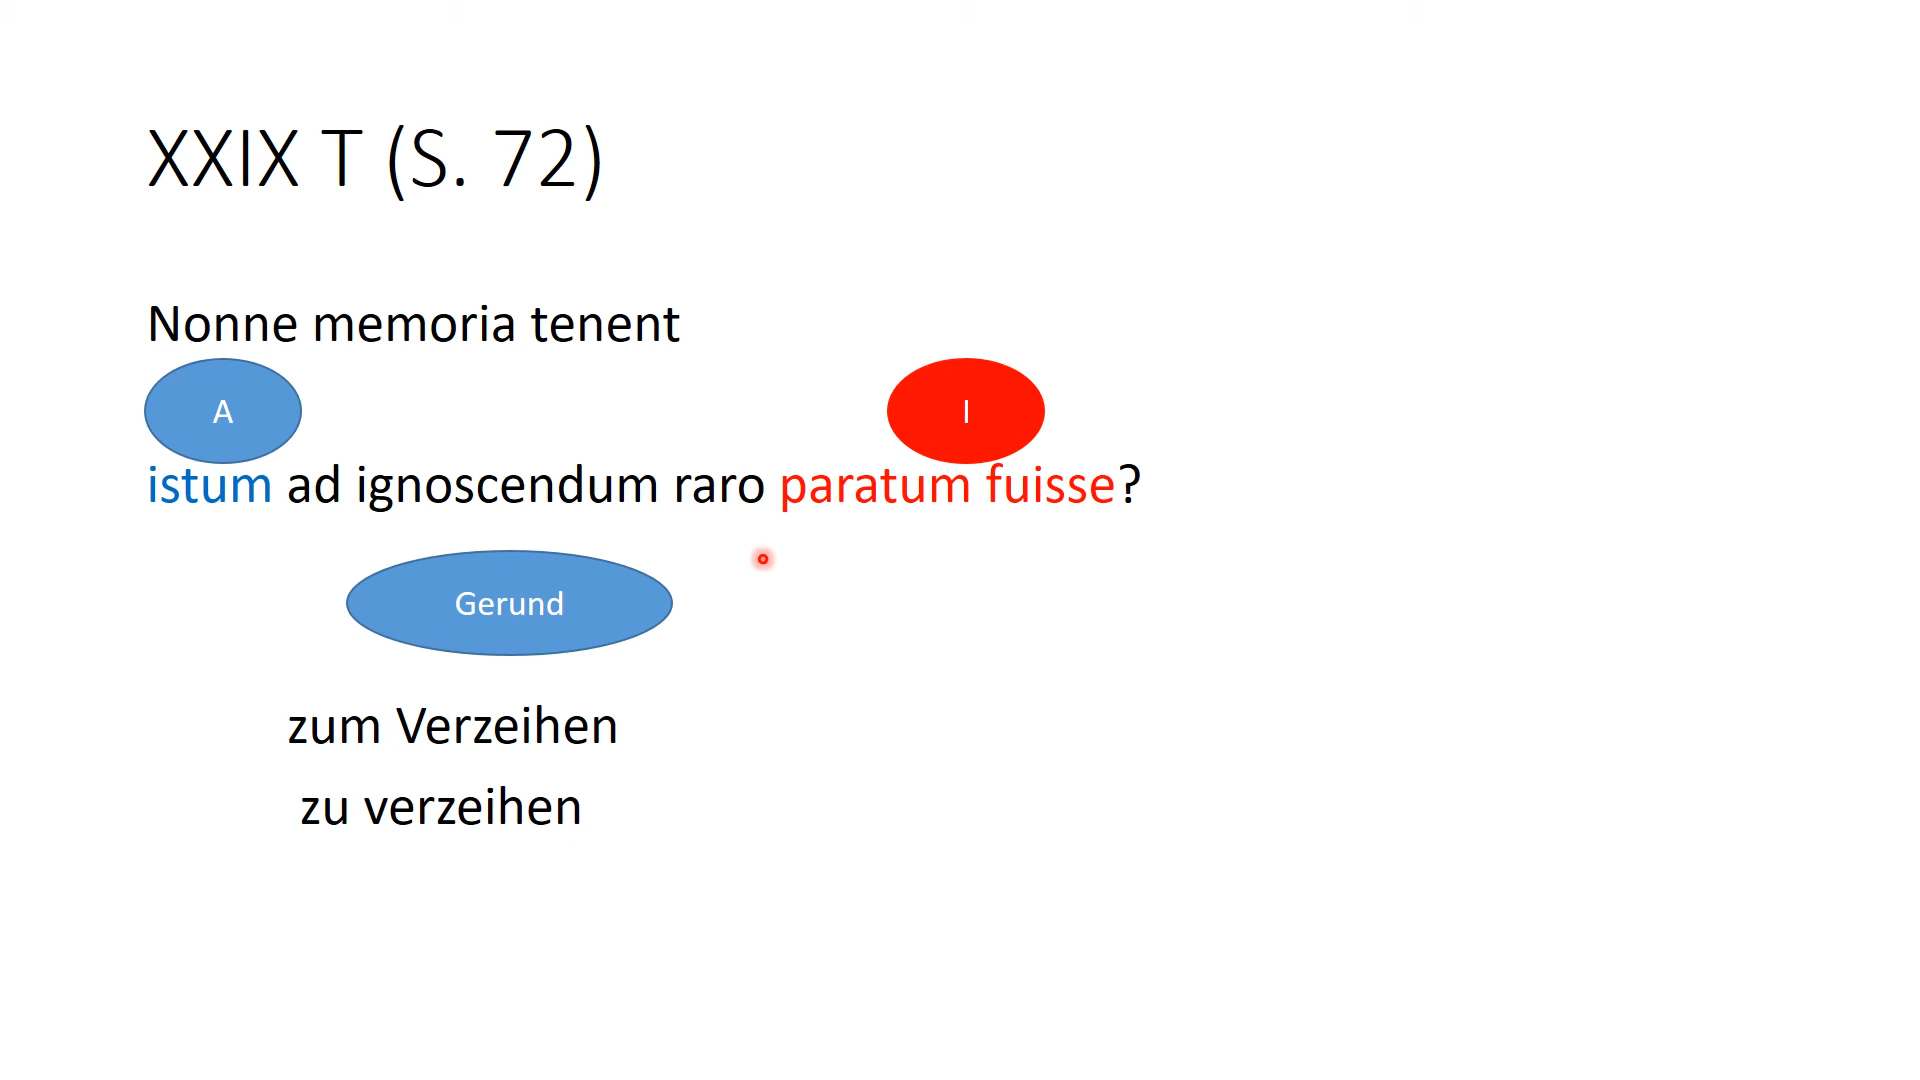 XXIX T (S. 72)
Nonne memoria tenent
A
I
istum ad ignoscendum raro paratum fuisse?
Gerund
zum Verzeihen
zu verzeihen